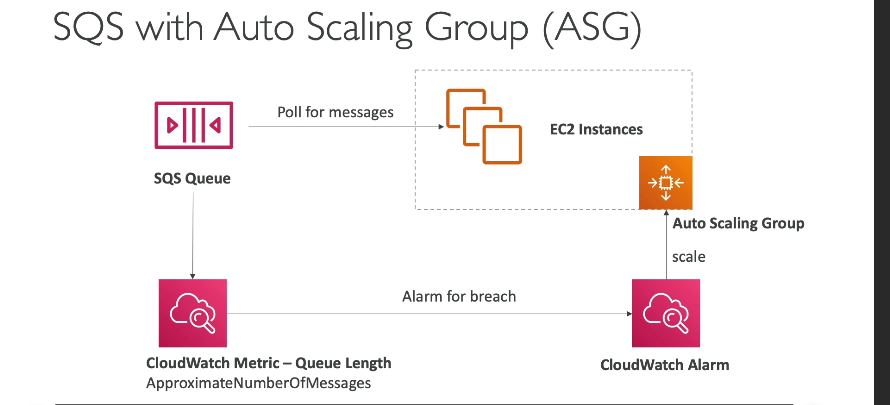 SQS with Auto Scaling Group (ASG)
Poll for messages
EC2 Instances
SQS Queue
Auto Scaling Group
scale
Alarm for breach
CloudWatch Metric – Queue Length
ApproximateNumberOfMessages
CloudWatch Alarm